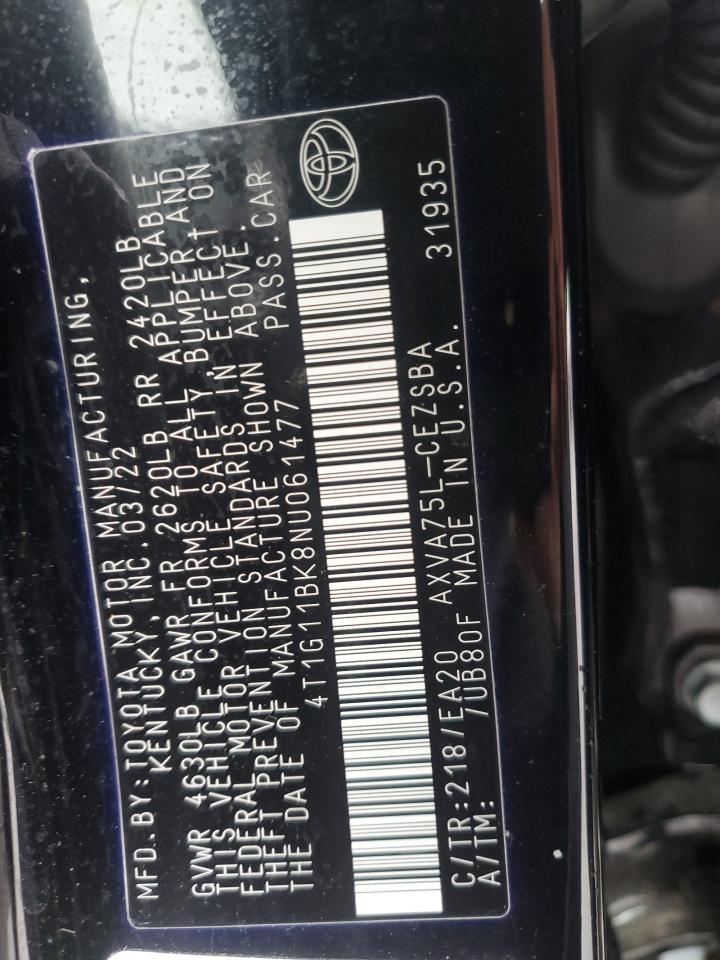 MFD. BY: TOYOTA MOTOR MANUFACTURING,
KENTUCKY, INC. 03/22
GVWR 4630LB GAWR FR 2620LB RR 2420LB
THIS VEHICLE CONFORMS TO ALL APPLICABLE
FEDERAL MOTOR VEHICLE SAFETY, BUMPER, AND
THEFT PREVENTION STANDARDS IN EFFECT ON
THE DATE OF MANUFACTURE SHOWN ABOVE.
4T1G11BK8NU061477 PASS.CAR
C/TR:218/EA20 AXVA75L-CEZSBA
A/TM: 7UB80F MADE IN U.S.A. 31935